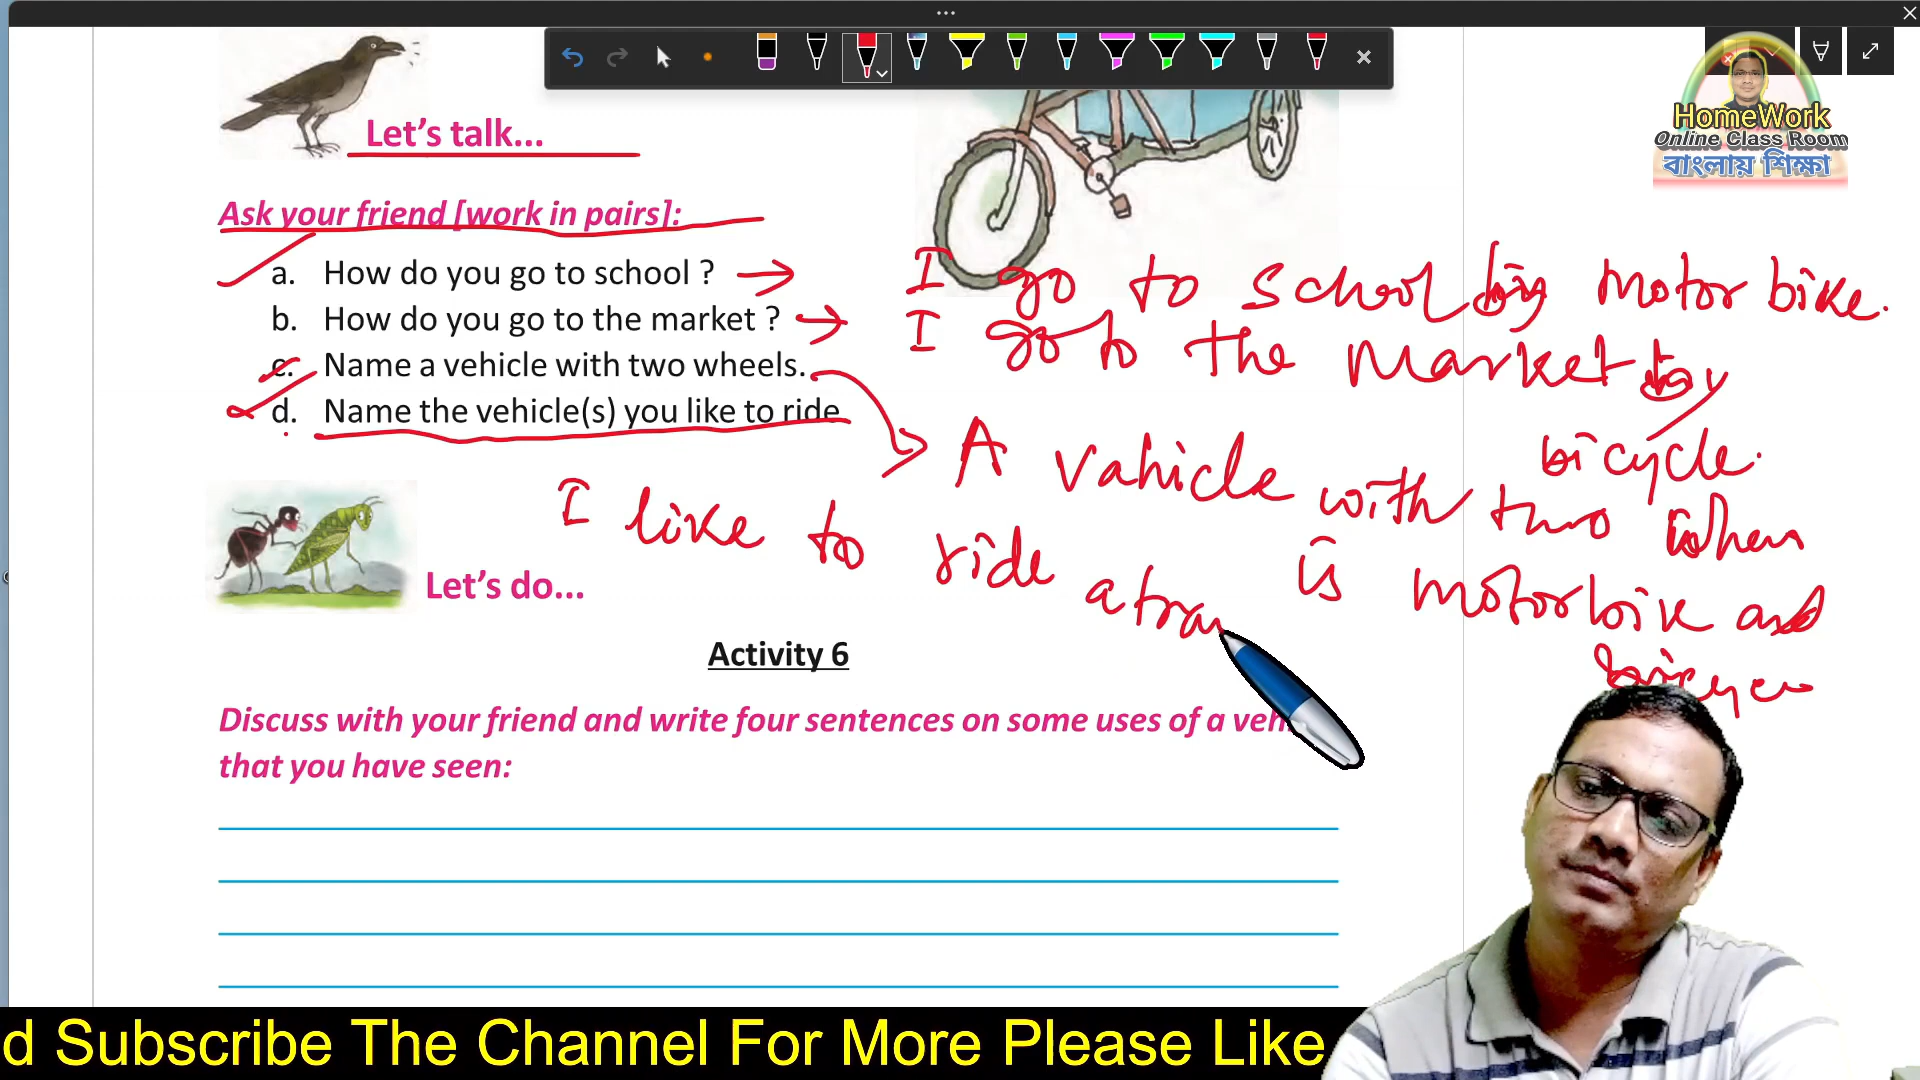 HomeWork
Online Class Room
বাংলায় শিক্ষা
Let's talk...
Ask your friend [work in pairs]:
a. How do you go to school ?
I go to school by motor bike.
b. How do you go to the market ?
I go to the market by
bicycle.
c. Name a vehicle with two wheels.
d. Name the vehicle(s) you like to ride
A vahicle with two
is motorbik and
I like to ride a tra
Let's do...
Activity 6
Discuss with your friend and write four sentences on some uses of a veh
that you have seen:
d Subscribe The Channel For More Please Like